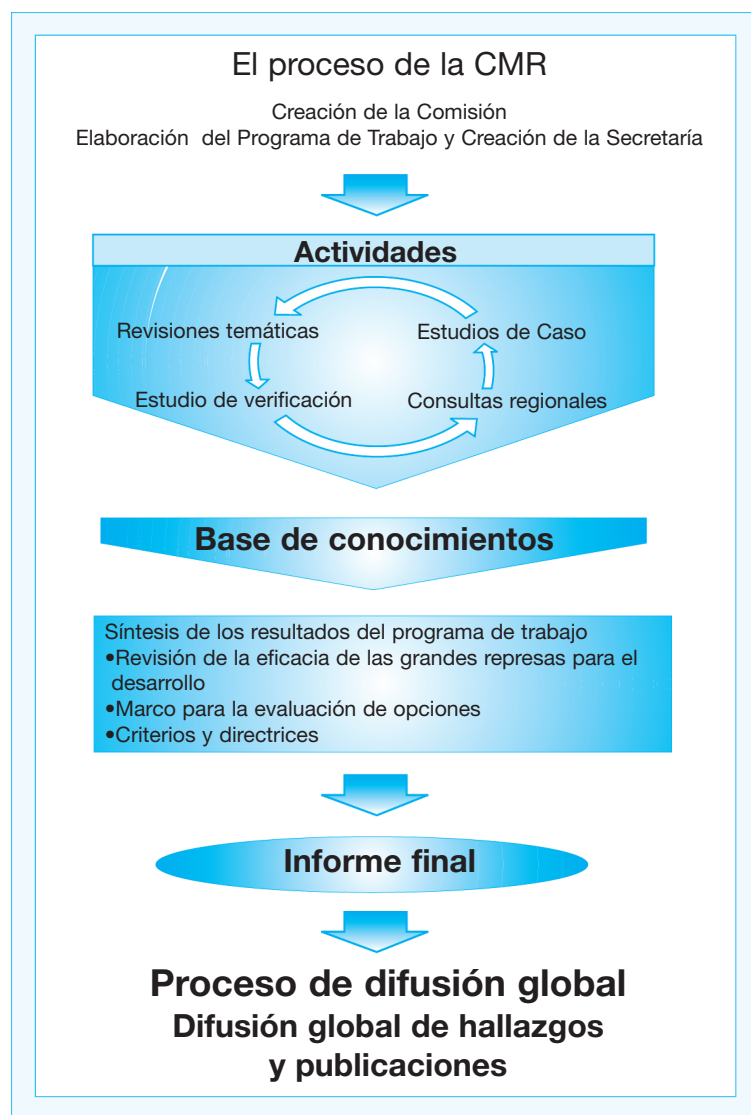 El proceso de la CMR
Creación de la Comisión
Elaboración del Programa de Trabajo y Creación de la Secretaría
Actividades
Revisiones temáticas
Estudios de Caso
Estudio de verificación
Consultas regionales
Base de conocimientos
Síntesis de los resultados del programa de trabajo
•Revisión de la eficacia de las grandes represas para el
desarrollo
•Marco para la evaluación de opciones
•Criterios y directrices
Informe final
Proceso de difusión global
Difusión global de hallazgos
y publicaciones